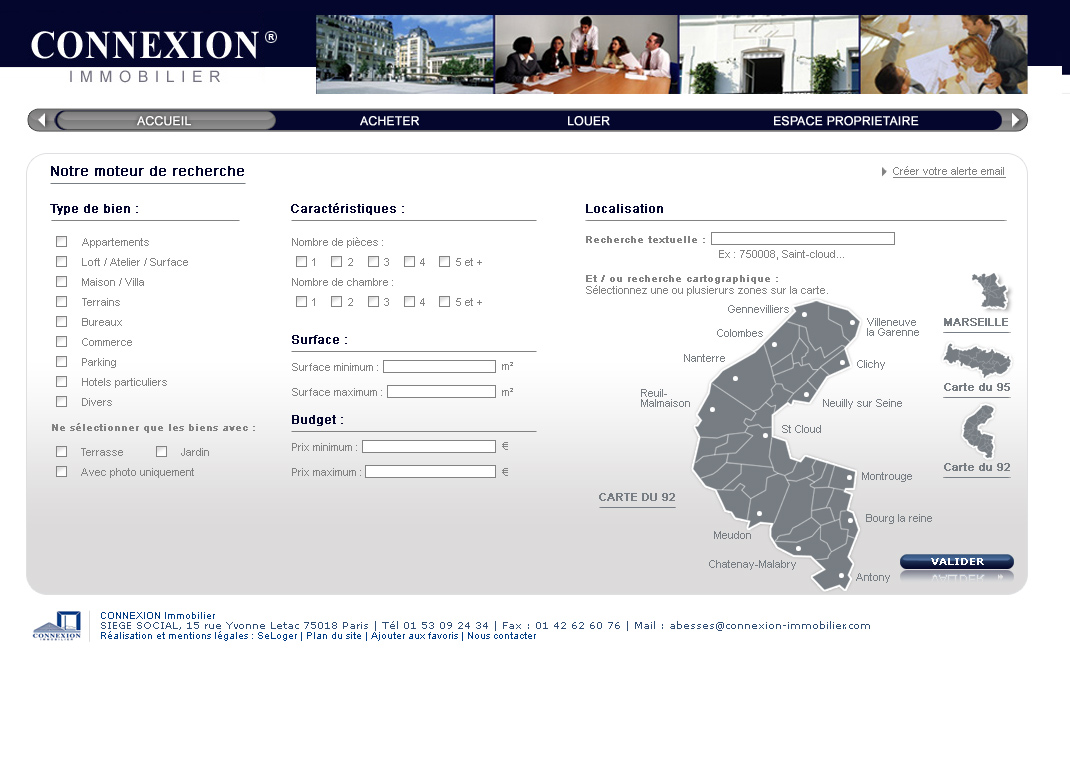 CONNEXION ®
IMMOBILIER
ACCUEIL
ACHETER
LOUER
ESPACE PROPRIETAIRE
Notre moteur de recherche
Créer votre alerte email
Type de bien :
Appartements
Loft / Atelier / Surface
Maison / Villa
Terrains
Bureaux
Commerce
Parking
Hotels particuliers
Divers
Ne sélectionner que les biens avec :
Terrasse
Jardin
Avec photo uniquement
Caractéristiques :
Nombre de pièces :
1 2 3 4 5 et +
Nombre de chambre :
1 2 3 4 5 et +
Surface :
Surface minimum : m²
Surface maximum : m²
Budget :
Prix minimum : €
Prix maximum : €
Localisation
Recherche textuelle :
Ex : 750008, Saint-cloud...
Et / ou recherche cartographique :
Sélectionnez une ou plusieurs zones sur la carte.
Gennevilliers
Villeneuve
la Garenne
Colombes
Nanterre
Clichy
Reuil-
Malmaison
Neuilly sur Seine
St Cloud
Montrouge
CARTE DU 92
Bourg la reine
Meudon
Chatenay-Malabry
Antony
MARSEILLE
Carte du 95
Carte du 92
VALIDER
CONNEXION
IMMOBILIER
CONNEXION Immobilier
SIEGE SOCIAL, 15 rue Yvonne Letac 75018 Paris | Tél 01 53 09 24 34 | Fax : 01 42 62 60 76 | Mail : abesses@connexion-immobilier.com
Réalisation et mentions légales : SeLoger | Plan du site | Ajouter aux favoris | Nous contacter